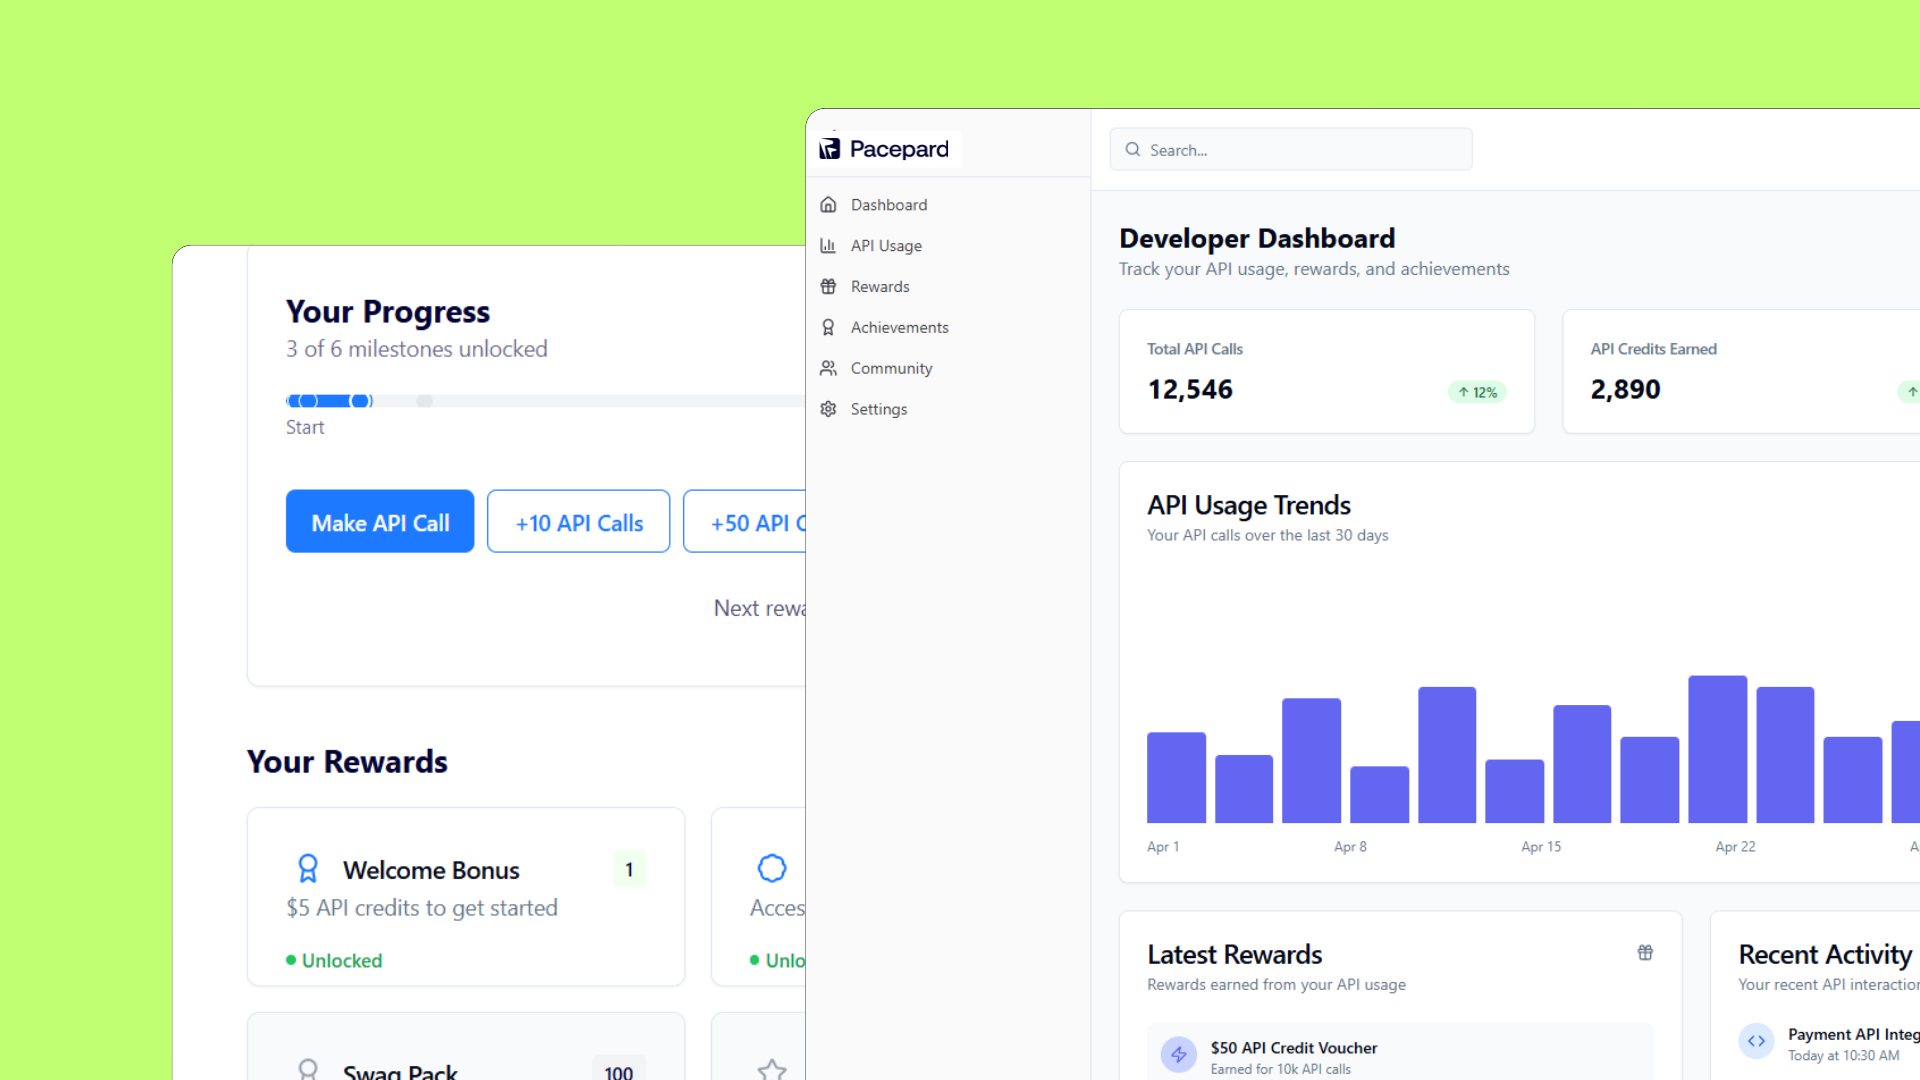 Your Progress
3 of 6 milestones unlocked
Start
Make API Call
+10 API Calls
+50 API
Next
Your Rewards
Welcome Bonus
1
$5 API credits to get started
Unlocked
Swag Pack
100
Pacepard
Dashboard
API Usage
Rewards
Achievements
Community
Settings
Search...
Developer Dashboard
Track your API usage, rewards, and achievements
Total API Calls
12,546
↑ 12%
API Credits Earned
2,890
↑
API Usage Trends
Your API calls over the last 30 days
Apr 1
Apr 8
Apr 15
Apr 22
Latest Rewards
Rewards earned from your API usage
$50 API Credit Voucher
Earned for 10k API calls
Recent Activity
Your recent API
Payment API
Today at 10:30 AM